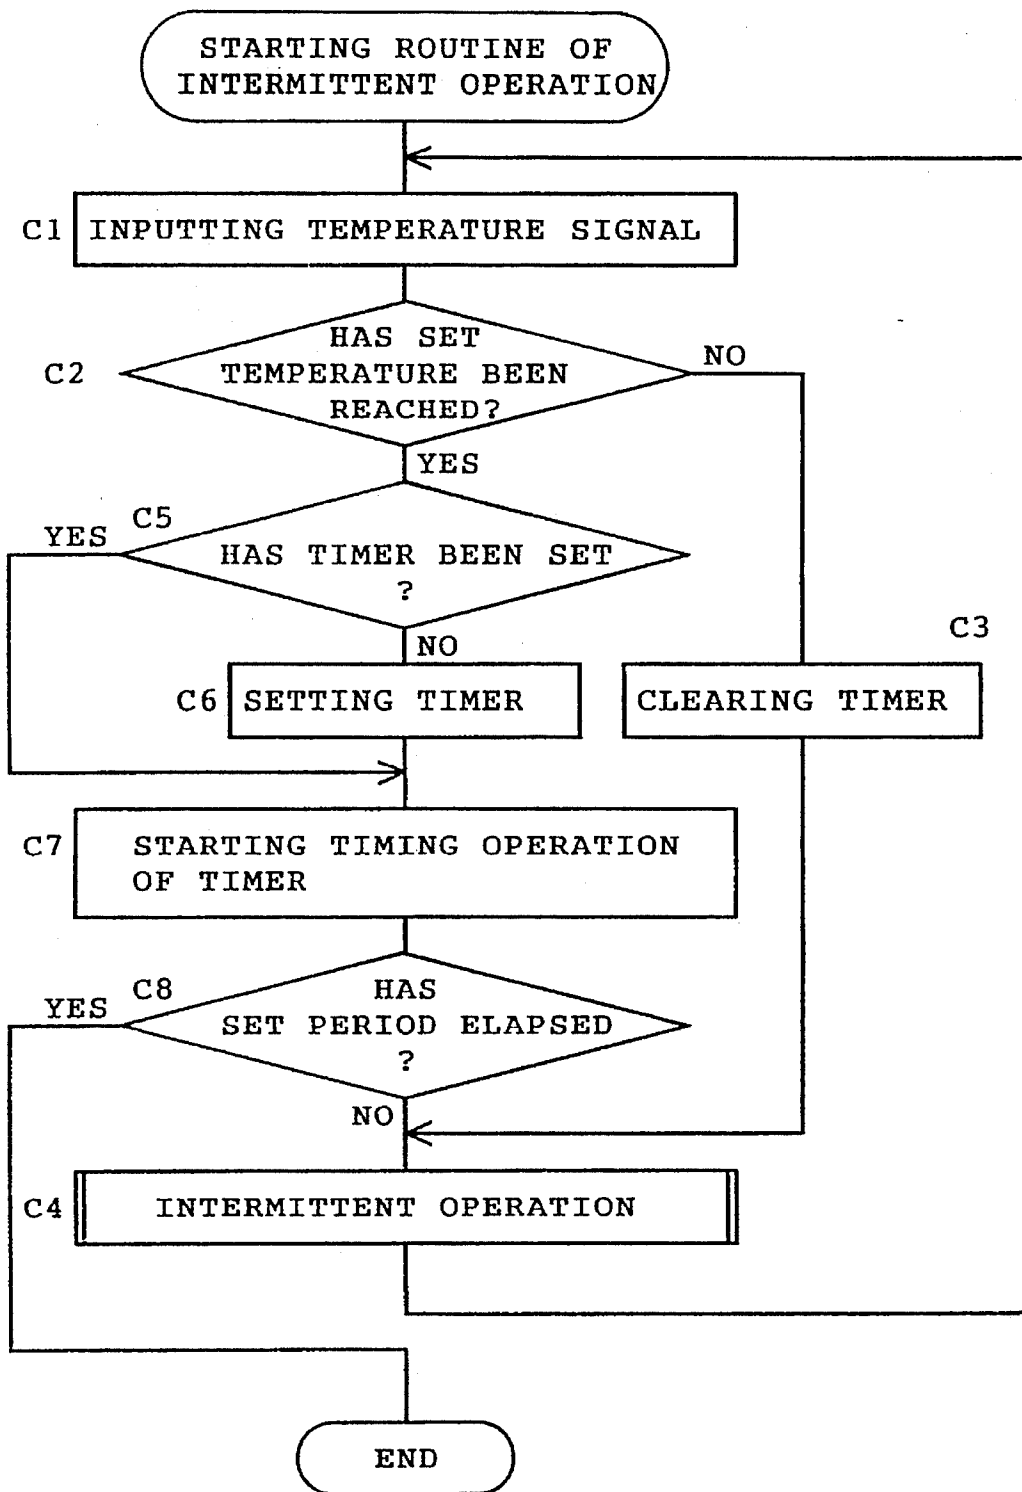 STARTING ROUTINE OF
INTERMITTENT OPERATION
C1
INPUTTING TEMPERATURE SIGNAL
C2
HAS SET
TEMPERATURE BEEN
REACHED?
NO
YES
C5
YES
HAS TIMER BEEN SET
?
NO
C3
C6
SETTING TIMER
CLEARING TIMER
C7
STARTING TIMING OPERATION
OF TIMER
C8
YES
HAS
SET PERIOD ELAPSED
?
NO
C4
INTERMITTENT OPERATION
END